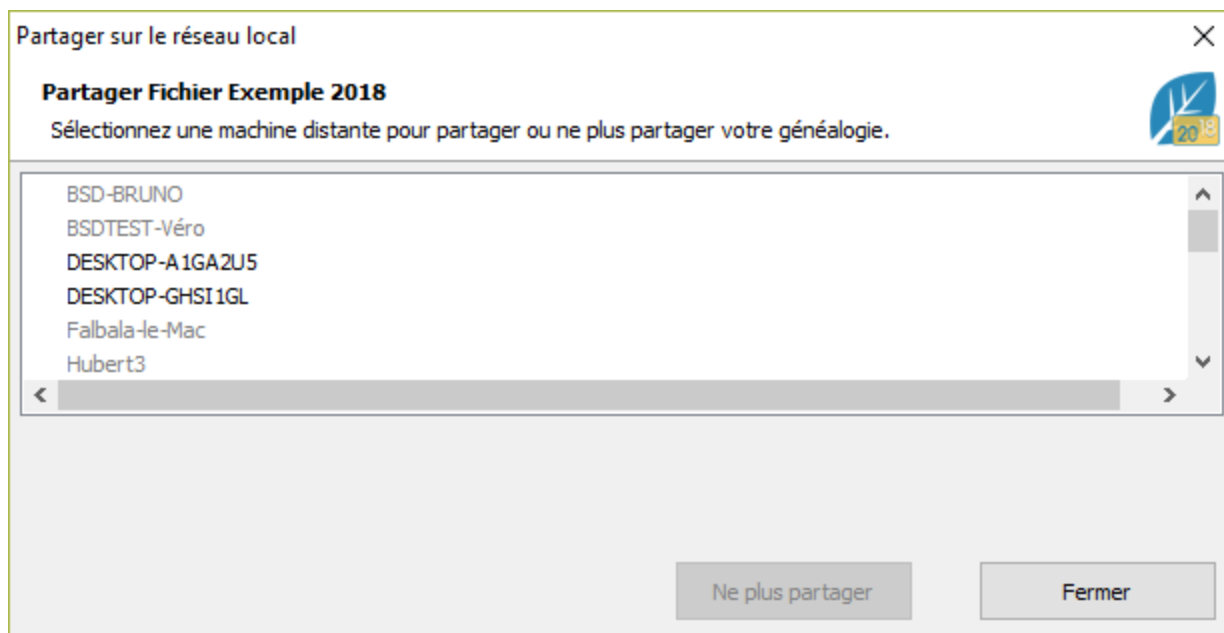 Partager sur le réseau local
Partager Fichier Exemple 2018
Sélectionnez une machine distante pour partager ou ne plus partager votre généalogie.
2018
BSD-BRUNO
BSDTEST-Véro
DESKTOP-A1GA2U5
DESKTOP-GHSI1GL
Falbala-le-Mac
Hubert3
Ne plus partager
Fermer